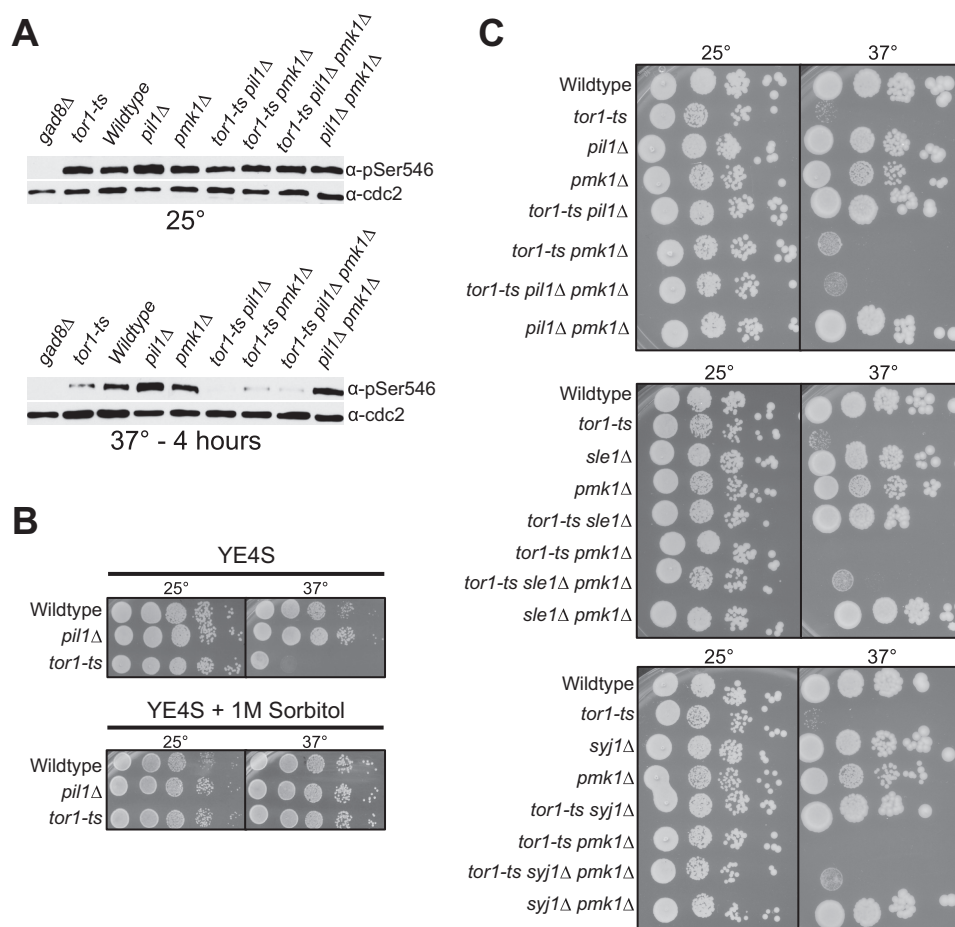 A
gad8Δ
tor1-ts
Wildtype
pil1Δ
pmk1Δ
tor1-ts pil1Δ
tor1-ts pmk1Δ
tor1-ts pil1Δ pmk1Δ
pil1Δ pmk1Δ
α-pSer546
α-cdc2
25°
gad8Δ
tor1-ts
Wildtype
pil1Δ
pmk1Δ
tor1-ts pil1Δ
tor1-ts pmk1Δ
tor1-ts pil1Δ pmk1Δ
pil1Δ pmk1Δ
α-pSer546
α-cdc2
37° - 4 hours
B
YE4S
25° 37°
Wildtype
pil1Δ
tor1-ts
YE4S + 1M Sorbitol
25° 37°
Wildtype
pil1Δ
tor1-ts
C
25° 37°
Wildtype
tor1-ts
pil1Δ
pmk1Δ
tor1-ts pil1Δ
tor1-ts pmk1Δ
tor1-ts pil1Δ pmk1Δ
pil1Δ pmk1Δ
25° 37°
Wildtype
tor1-ts
sle1Δ
pmk1Δ
tor1-ts sle1Δ
tor1-ts pmk1Δ
tor1-ts sle1Δ pmk1Δ
sle1Δ pmk1Δ
25° 37°
Wildtype
tor1-ts
syj1Δ
pmk1Δ
tor1-ts syj1Δ
tor1-ts pmk1Δ
tor1-ts syj1Δ pmk1Δ
syj1Δ pmk1Δ